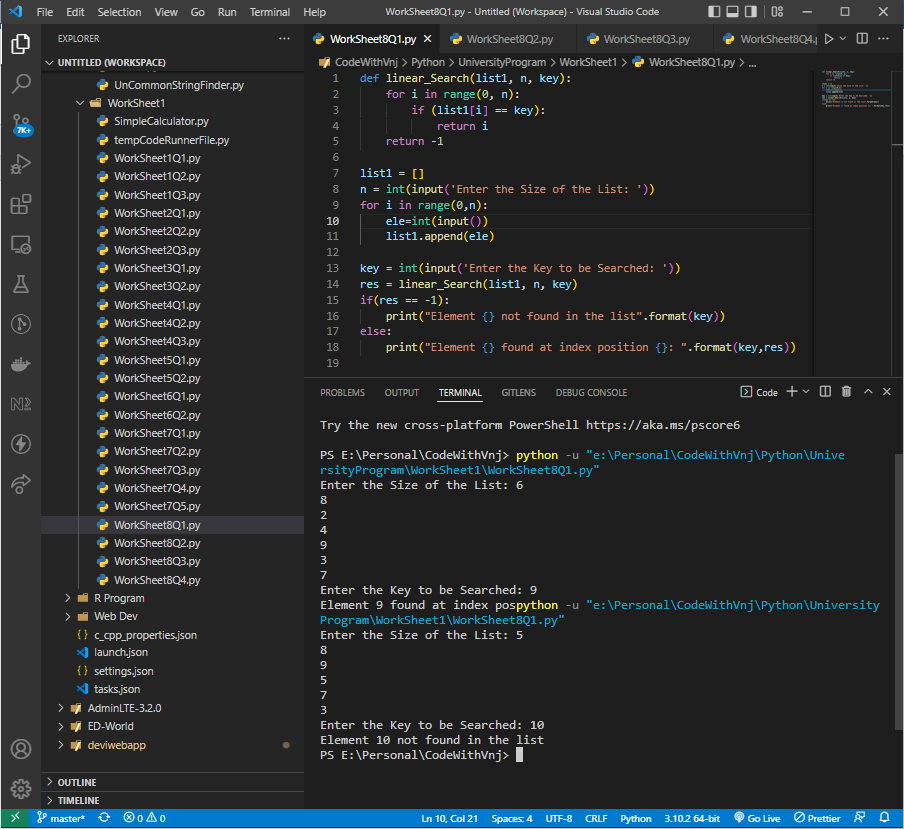 File Edit Selection View Go Run Terminal Help WorkSheet8Q1.py - Untitled (Workspace) - Visual Studio Code
EXPLORER
UNTITLED (WORKSPACE)
UnCommonStringFinder.py
WorkSheet1
SimpleCalculator.py
tempCodeRunnerFile.py
WorkSheet1Q1.py
WorkSheet1Q2.py
WorkSheet1Q3.py
WorkSheet2Q1.py
WorkSheet2Q2.py
WorkSheet2Q3.py
WorkSheet3Q1.py
WorkSheet3Q2.py
WorkSheet4Q1.py
WorkSheet4Q2.py
WorkSheet4Q3.py
WorkSheet5Q1.py
WorkSheet5Q2.py
WorkSheet6Q1.py
WorkSheet6Q2.py
WorkSheet7Q1.py
WorkSheet7Q2.py
WorkSheet7Q3.py
WorkSheet7Q4.py
WorkSheet7Q5.py
WorkSheet8Q1.py
WorkSheet8Q2.py
WorkSheet8Q3.py
WorkSheet8Q4.py
R Program
Web Dev
{} c_cpp_properties.json
launch.json
{} settings.json
tasks.json
AdminLTE-3.2.0
ED-World
deviwebapp
OUTLINE
TIMELINE
7K+
WorkSheet8Q1.py WorkSheet8Q2.py WorkSheet8Q3.py WorkSheet8Q4.p
CodeWithVnj > Python > UniversityProgram > WorkSheet1 > WorkSheet8Q1.py > ...
1 def linear_Search(list1, n, key):
2 for i in range(0, n):
3 if (list1[i] == key):
4 return i
5 return -1
6
7 list1 = []
8 n = int(input('Enter the Size of the List: '))
9 for i in range(0,n):
10 ele=int(input())
11 list1.append(ele)
12
13 key = int(input('Enter the Key to be Searched: '))
14 res = linear_Search(list1, n, key)
15 if(res == -1):
16 print("Element {} not found in the list".format(key))
17 else:
18 print("Element {} found at index position {}: ".format(key,res))
19
PROBLEMS OUTPUT TERMINAL GITLENS DEBUG CONSOLE Code
Try the new cross-platform PowerShell https://aka.ms/pscore6
PS E:\Personal\CodeWithVnj> python -u "e:\Personal\CodeWithVnj\Python\Unive
rsityProgram\WorkSheet1\WorkSheet8Q1.py"
Enter the Size of the List: 6
8
2
4
9
3
7
Enter the Key to be Searched: 9
Element 9 found at index pospython -u "e:\Personal\CodeWithVnj\Python\University
Program\WorkSheet1\WorkSheet8Q1.py"
Enter the Size of the List: 5
8
9
5
7
3
Enter the Key to be Searched: 10
Element 10 not found in the list
PS E:\Personal\CodeWithVnj>
master* 0 0 Ln 10, Col 21 Spaces: 4 UTF-8 CRLF Python 3.10.2 64-bit Go Live Prettier